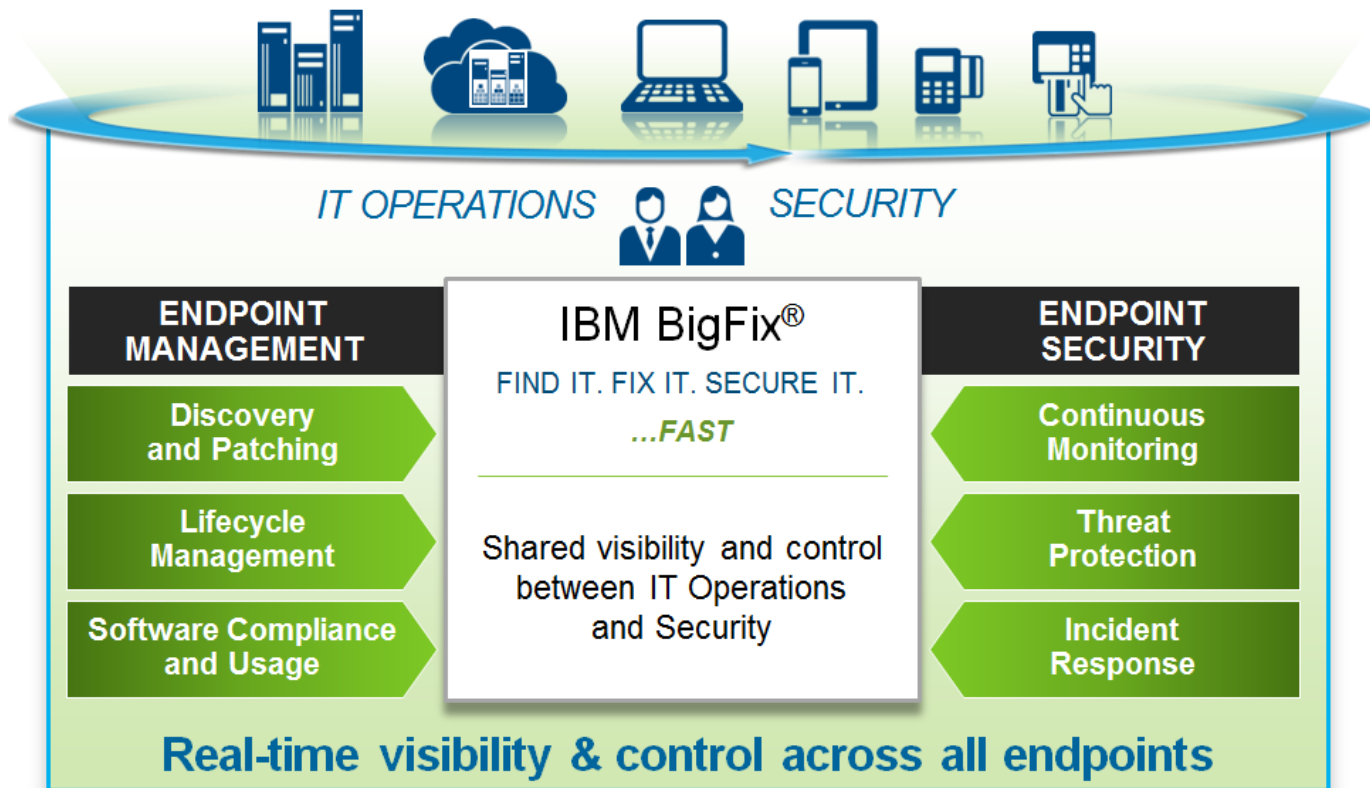 IT OPERATIONS
SECURITY
ENDPOINT
MANAGEMENT
Discovery
and Patching
Lifecycle
Management
Software Compliance
and Usage
IBM BigFix®
FIND IT. FIX IT. SECURE IT.
...FAST
Shared visibility and control
between IT Operations
and Security
ENDPOINT
SECURITY
Continuous
Monitoring
Threat
Protection
Incident
Response
Real-time visibility & control across all endpoints